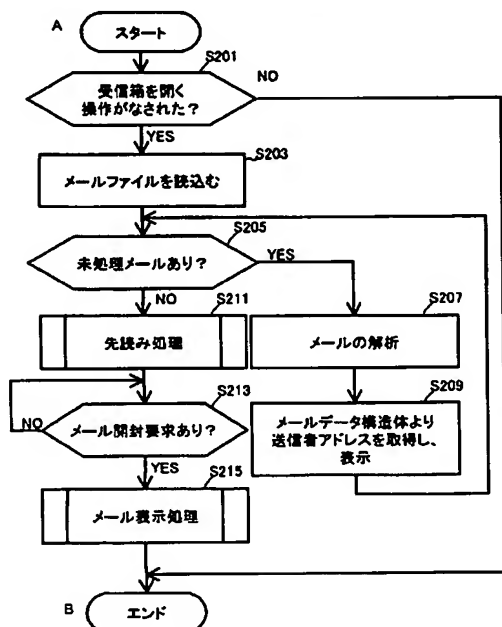 A
スタート
S201
受信箱を開く
操作がなされた？
NO
YES
S203
メールファイルを読込む
S205
未処理メールあり？
YES
NO
S211
先読み処理
S207
メールの解析
S213
メール開封要求あり？
NO
YES
S209
メールデータ構造体より
送信者アドレスを取得し、
表示
S215
メール表示処理
B
エンド